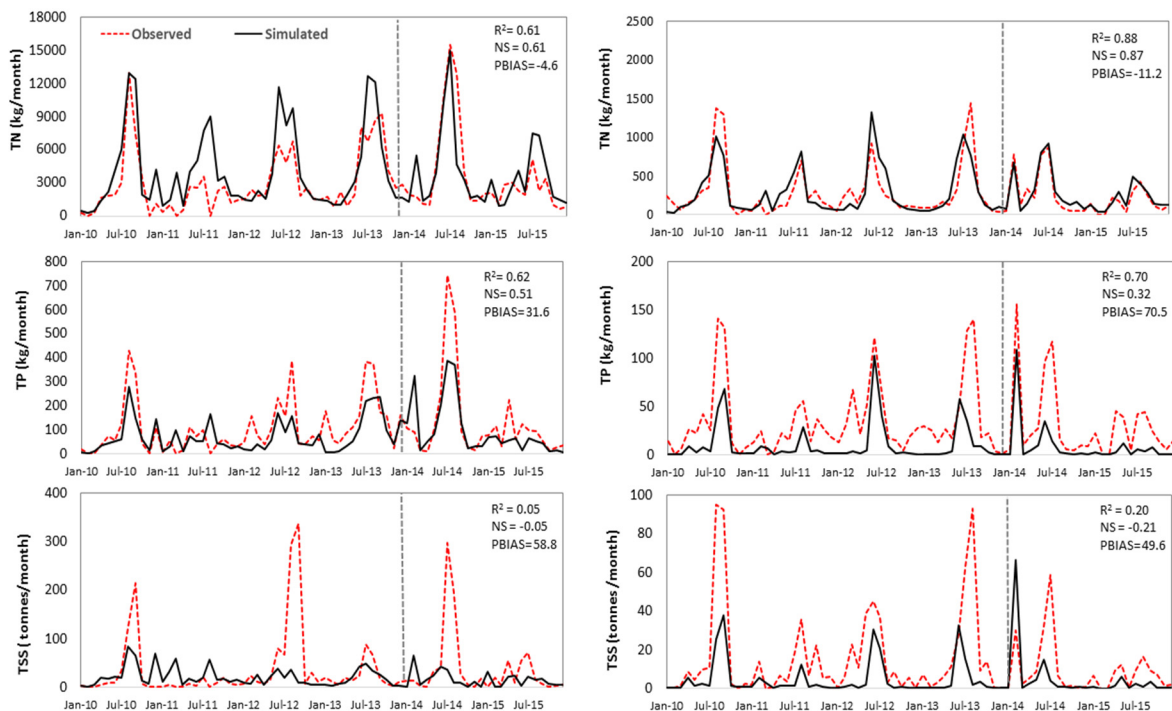 18000
15000
12000
9000
6000
3000
0
TN (kg/month)
Observed
Simulated
R²= 0.61
NS = 0.61
PBIAS= -4.6
Jan-10 Jul-10 Jan-11 Jul-11 Jan-12 Jul-12 Jan-13 Jul-13 Jan-14 Jul-14 Jan-15 Jul-15
2500
2000
1500
1000
500
0
TN (kg/month)
R²= 0.88
NS = 0.87
PBIAS= -11.2
Jan-10 Jul-10 Jan-11 Jul-11 Jan-12 Jul-12 Jan-13 Jul-13 Jan-14 Jul-14 Jan-15 Jul-15
800
700
600
500
400
300
200
100
0
TP (kg/month)
R²= 0.62
NS= 0.51
PBIAS= 31.6
Jan-10 Jul-10 Jan-11 Jul-11 Jan-12 Jul-12 Jan-13 Jul-13 Jan-14 Jul-14 Jan-15 Jul-15
200
150
100
50
0
TP (kg/month)
R²= 0.70
NS= 0.32
PBIAS= 70.5
Jan-10 Jul-10 Jan-11 Jul-11 Jan-12 Jul-12 Jan-13 Jul-13 Jan-14 Jul-14 Jan-15 Jul-15
400
300
200
100
0
TSS ( tonnes/month)
R² = 0.05
NS = -0.05
PBIAS= 58.8
Jan-10 Jul-10 Jan-11 Jul-11 Jan-12 Jul-12 Jan-13 Jul-13 Jan-14 Jul-14 Jan-15 Jul-15
100
80
60
40
20
0
TSS (tonnes/month)
R² = 0.20
NS = -0.21
PBIAS= 49.6
Jan-10 Jul-10 Jan-11 Jul-11 Jan-12 Jul-12 Jan-13 Jul-13 Jan-14 Jul-14 Jan-15 Jul-15